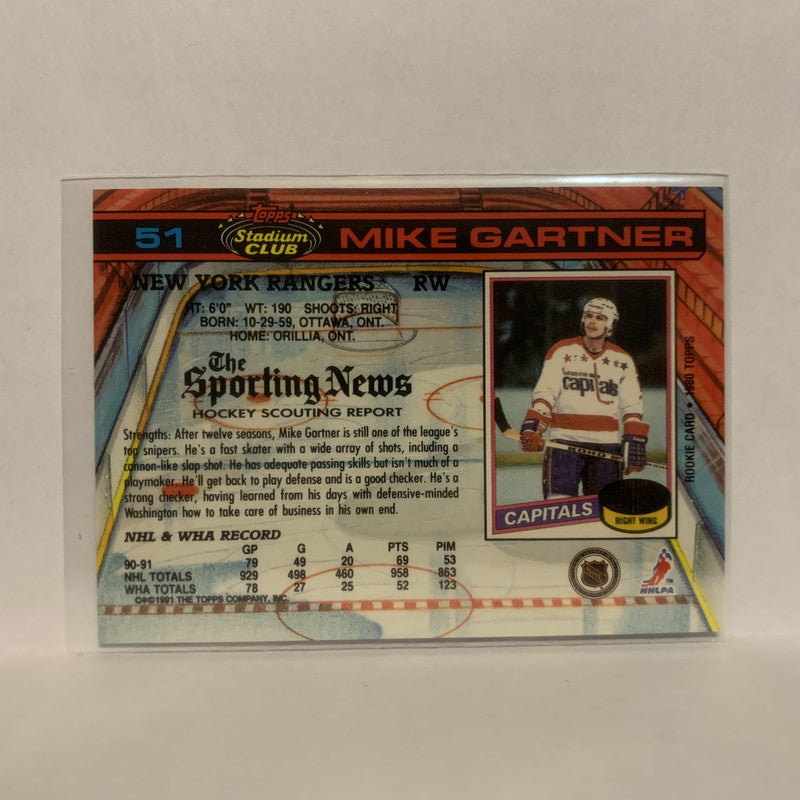 51
Topps
Stadium
CLUB
MIKE GARTNER
NEW YORK RANGERS® RW
HT: 6'0" WT: 190 SHOOTS: RIGHT
BORN: 10-29-59, OTTAWA, ONT.
HOME: ORILLIA, ONT.
The
Sporting News
HOCKEY SCOUTING REPORT
Strengths: After twelve seasons, Mike Gartner is still one of the league's
top snipers. He's a fast skater with a wide array of shots, including a
cannon-like slap shot. He has adequate passing skills but isn't much of a
playmaker. He'll get back to play defense and is a good checker. He's a
strong checker, having learned from his days with defensive-minded
Washington how to take care of business in his own end.
NHL & WHA RECORD
GP G A PTS PIM
90-91 79 49 20 69 53
NHL TOTALS 929 498 460 958 863
WHA TOTALS 78 27 25 52 123
C✻©1991 THE TOPPS COMPANY, INC.
capitals
CAPITALS
RIGHT WING
ROOKIE CARD • 1980 TOPPS
NHL
NHLPA
TM